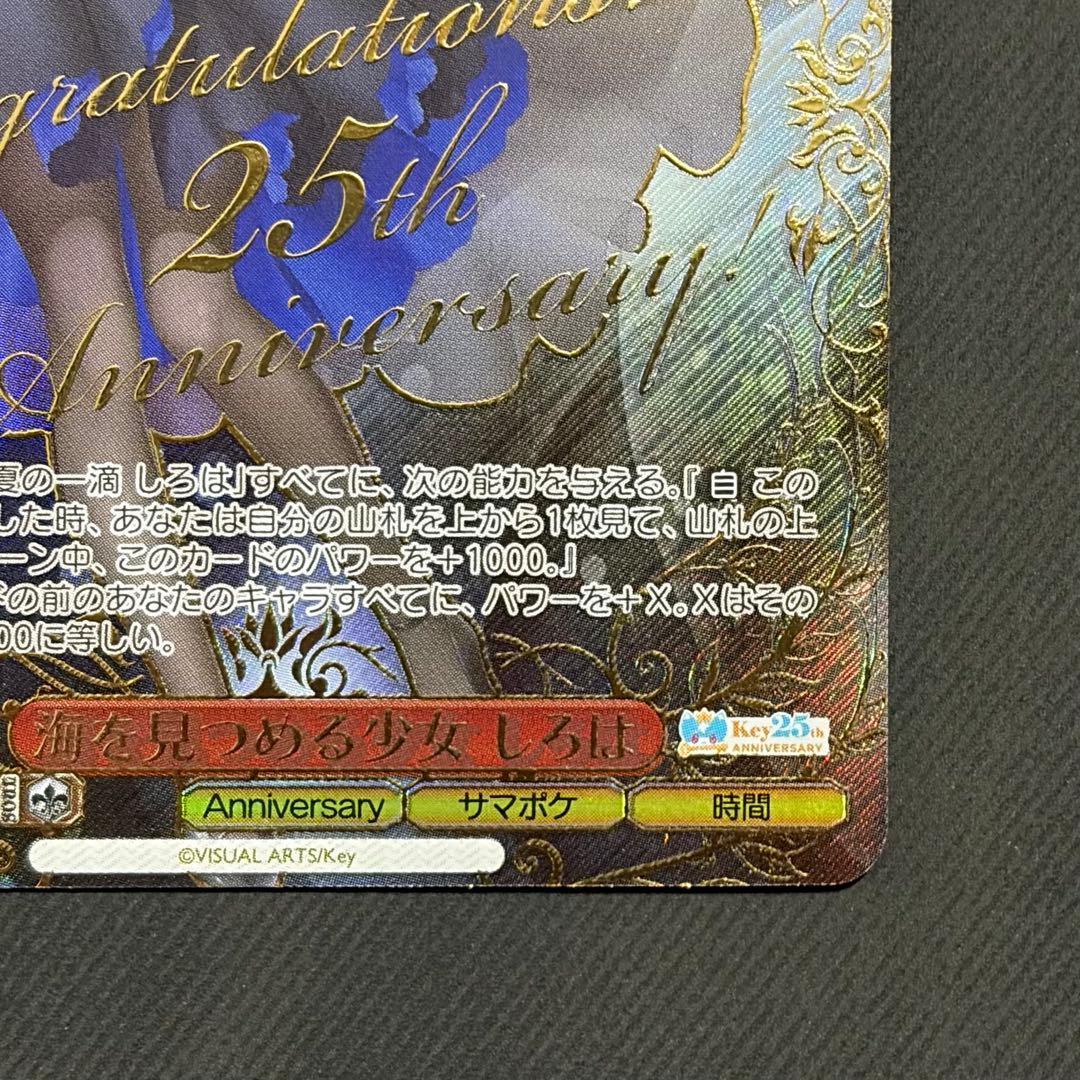 gratulations!
25th
Anniversary!
夏の一滴 しろは｣すべてに、次の能力を与える。｢ 自 この
した時、あなたは自分の山札を上から1枚見て、山札の上
ーン中、このカードのパワーを＋1000。｣
の前のあなたのキャラすべてに、パワーを＋X。Xはその
00に等しい。
海を見つめる少女 しろは
Key25th
ANNIVERSARY
SOUL
Anniversary サマポケ 時間
©VISUAL ARTS/Key